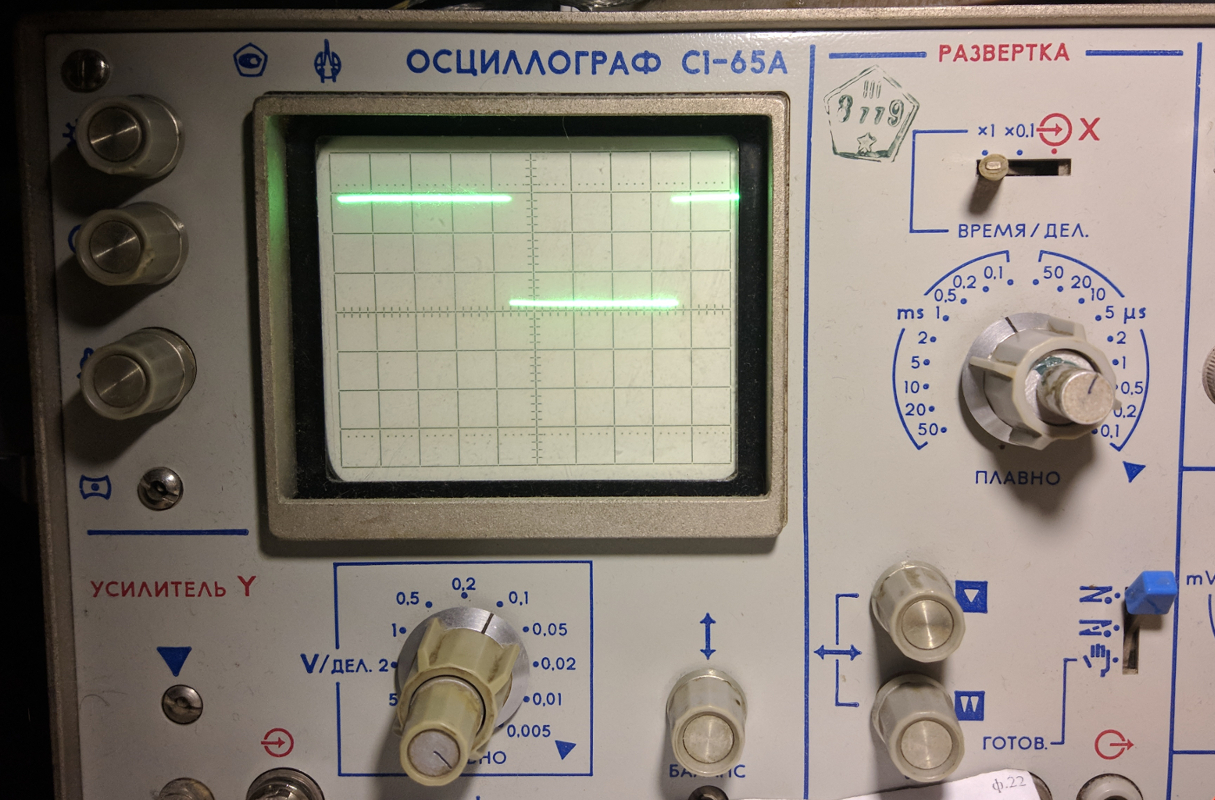 ОСЦИЛЛОГРАФ С1-65А
РАЗВЕРТКА
×1 ×0.1 X
ВРЕМЯ/ДЕЛ.
0,5 0,2 0,1 50 20 10
ms 1 5 µs
2 2
5 1
10 0,5
20 0,2
50 0,1
ПЛАВНО
УСИЛИТЕЛЬ Y
0,5 0,2 0,1
1 0,05
V/ДЕЛ. 2 0,02
5 0,01
0,005
mV
ГОТОВ.
ф.22